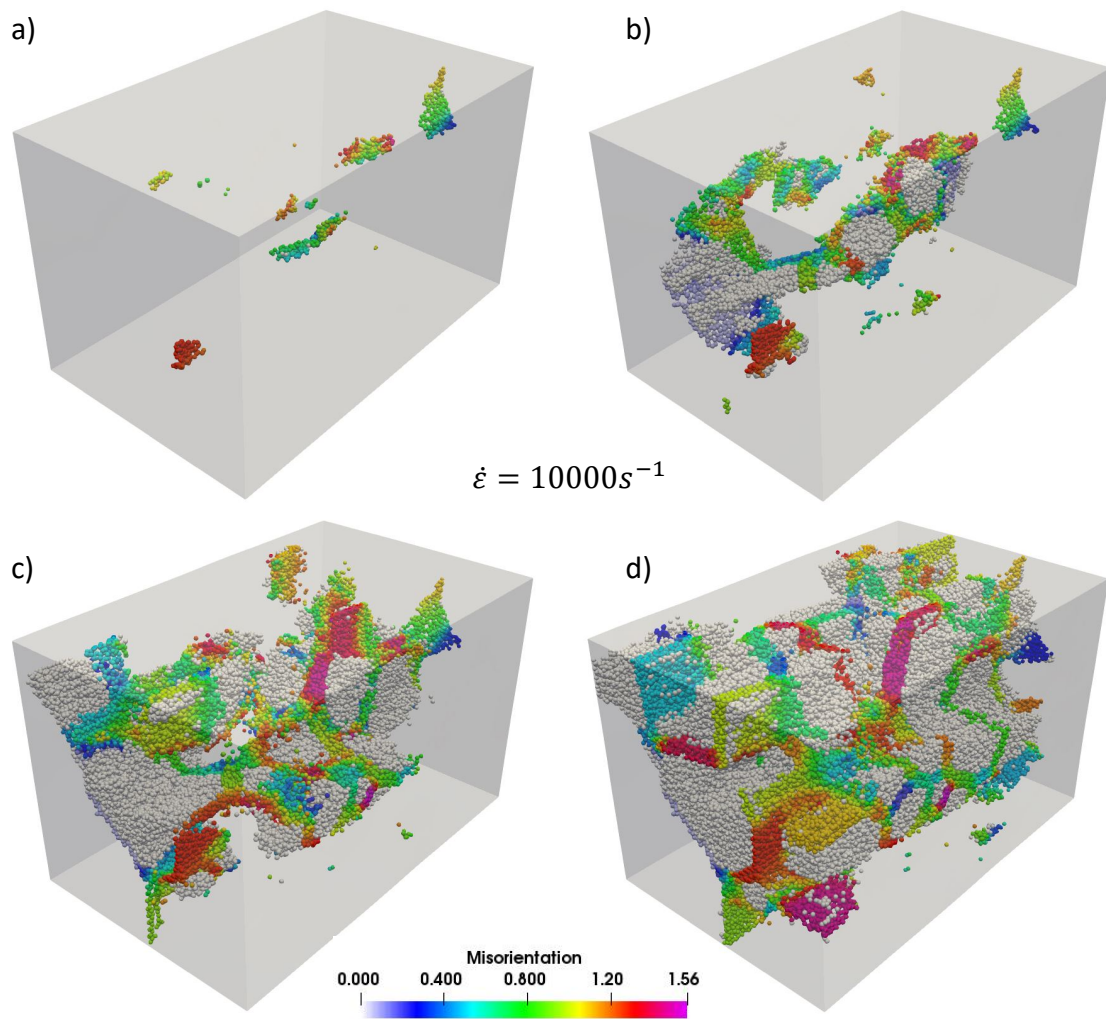 a)
b)
ε̇ = 10000s⁻¹
c)
d)
Misorientation
0.000 0.400 0.800 1.20 1.56